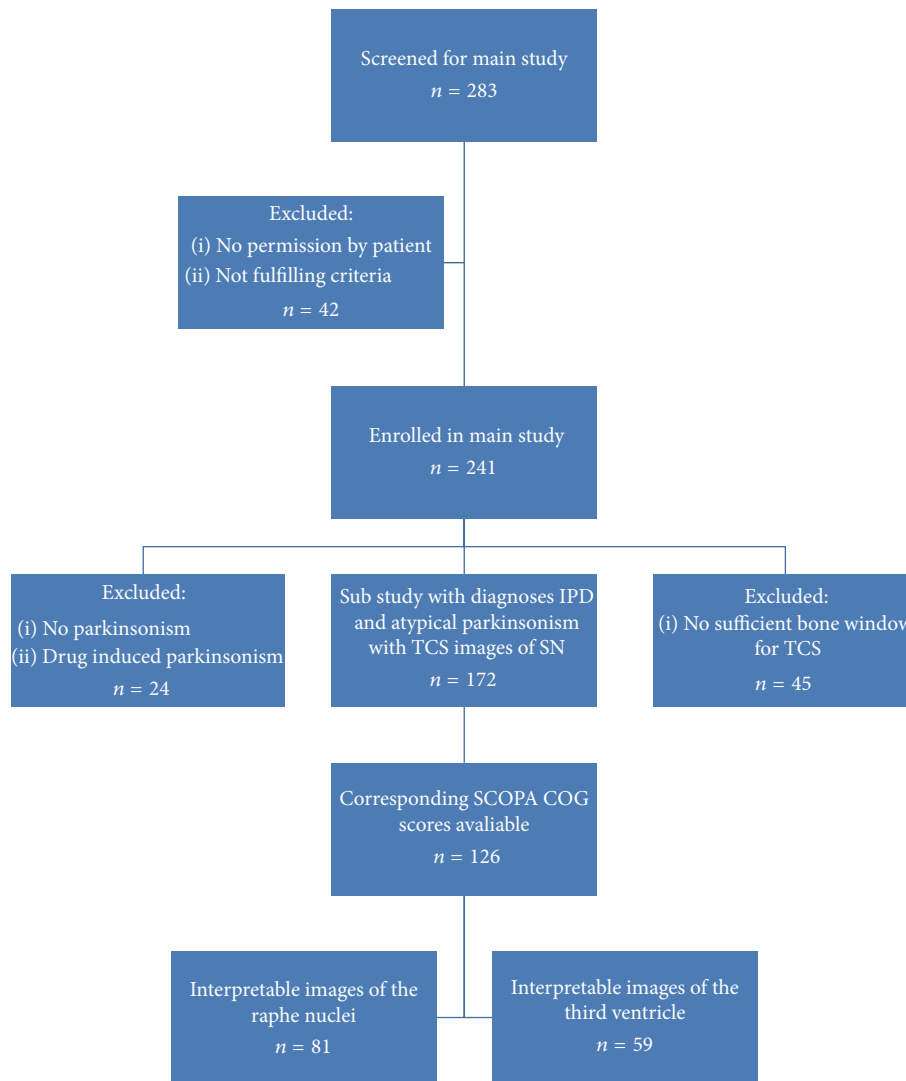 Screened for main study
n = 283
Excluded:
(i) No permission by patient
(ii) Not fulfilling criteria
n = 42
Enrolled in main study
n = 241
Excluded:
(i) No parkinsonism
(ii) Drug induced parkinsonism
n = 24
Sub study with diagnoses IPD
and atypical parkinsonism
with TCS images of SN
n = 172
Excluded:
(i) No sufficient bone window
for TCS
n = 45
Corresponding SCOPA COG
scores avaliable
n = 126
Interpretable images of the
raphe nuclei
n = 81
Interpretable images of the
third ventricle
n = 59